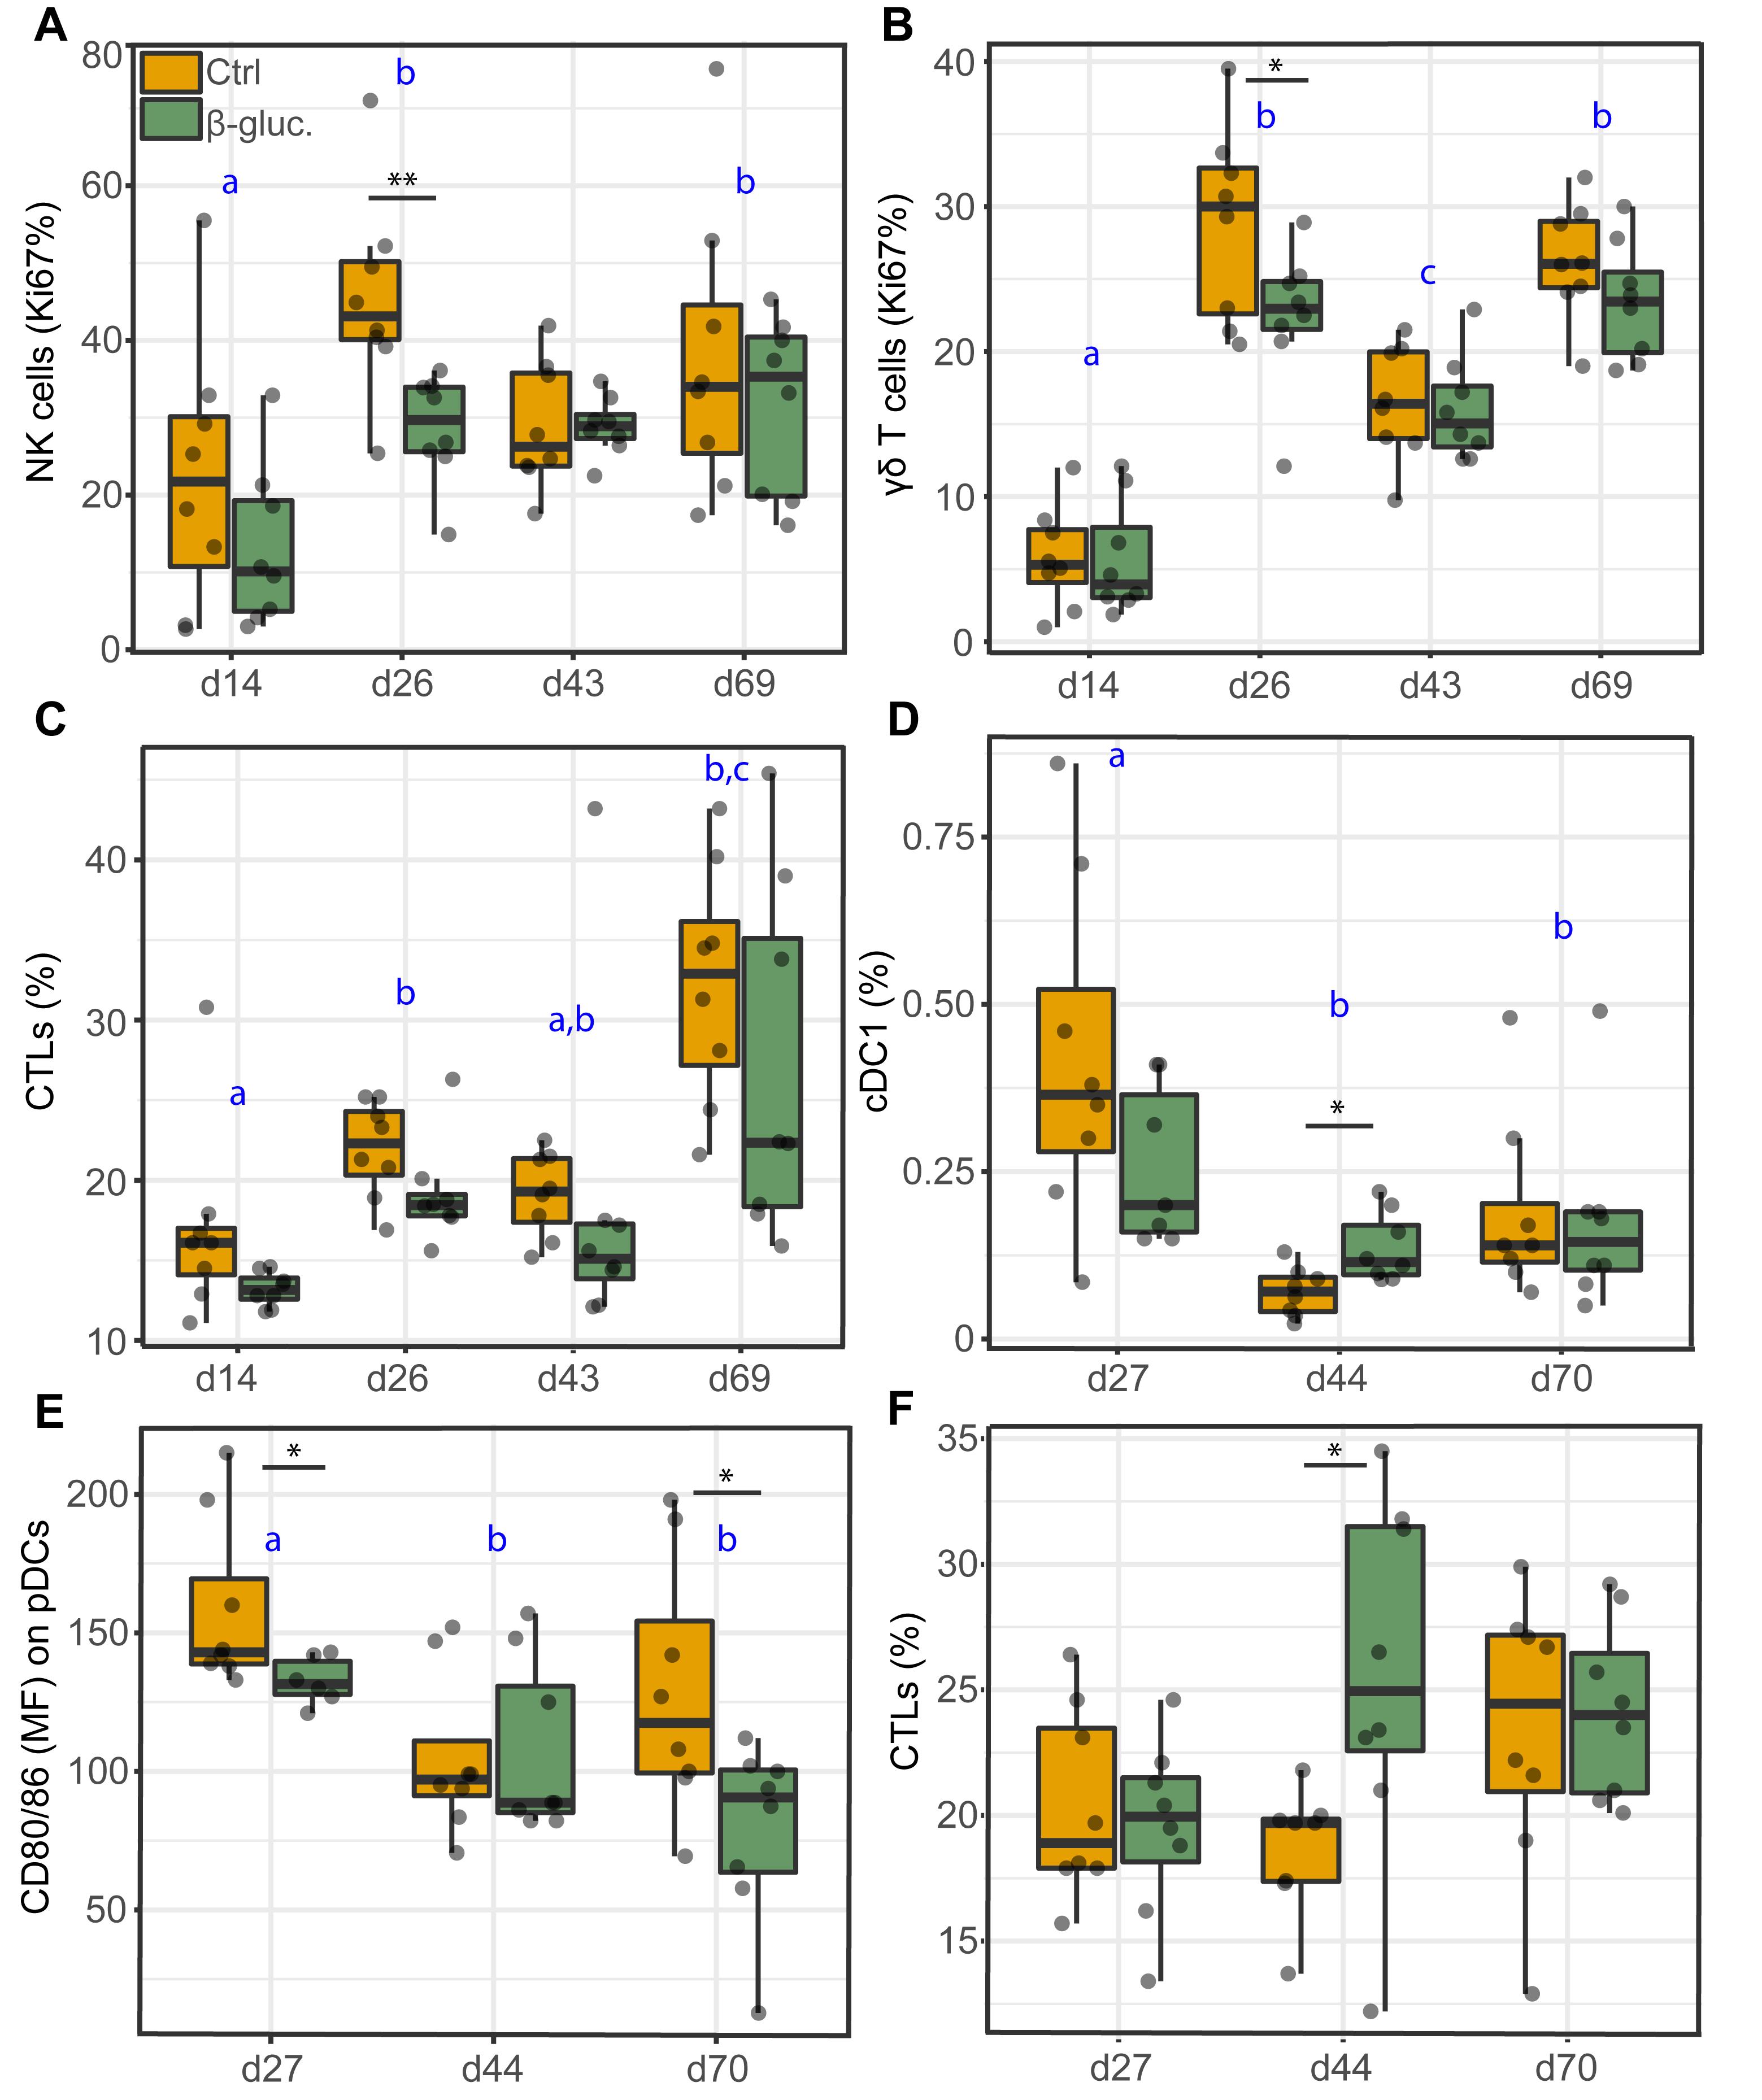 A
NK cells (Ki67%)
80
60
40
20
0
Ctrl
β-gluc.
a
b
**
b
d14
d26
d43
d69
B
γδ T cells (Ki67%)
40
30
20
10
0
a
*
b
c
b
d14
d26
d43
d69
C
CTLs (%)
40
30
20
10
a
b
a,b
b,c
d14
d26
d43
d69
D
cDC1 (%)
0.75
0.50
0.25
0
a
b
*
b
d27
d44
d70
E
CD80/86 (MF) on pDCs
200
150
100
50
*
a
b
*
b
d27
d44
d70
F
CTLs (%)
35
30
25
20
15
*
d27
d44
d70